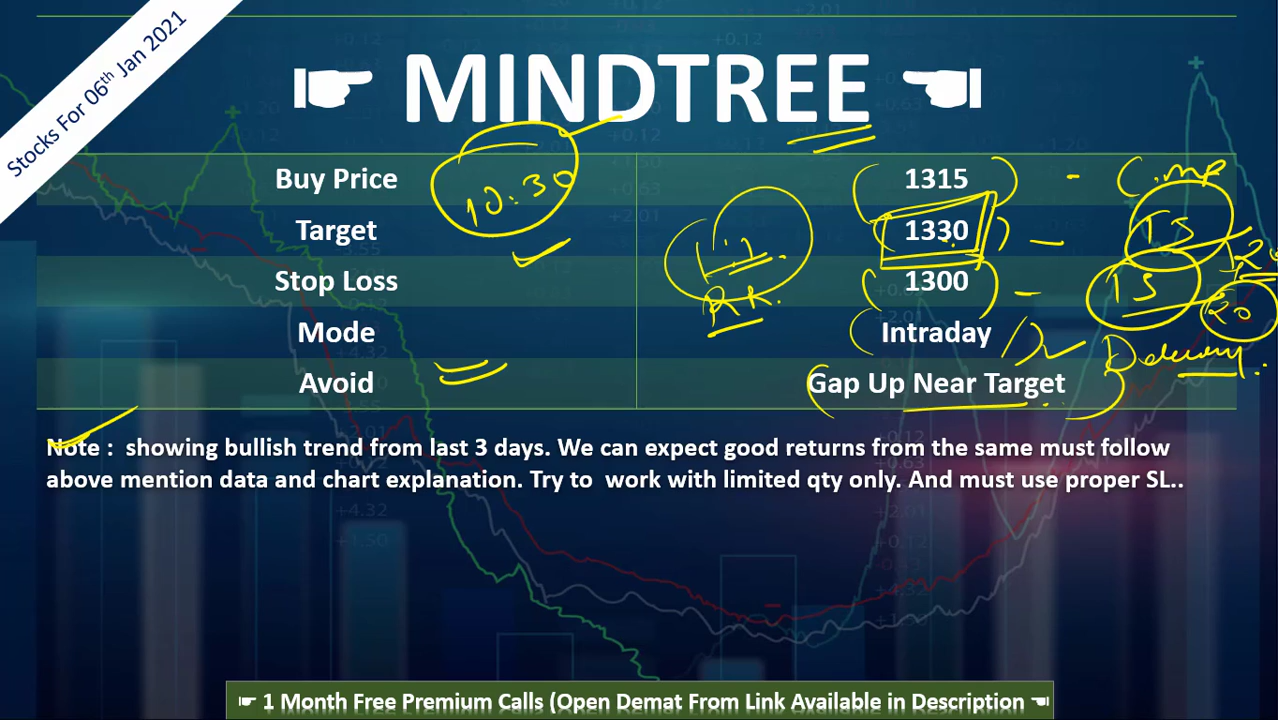 Stocks For 06th Jan 2021
☛ MINDTREE ☚
Buy Price 1315 - C.mp
10:30
Target 1330 - 15
1:1
Stop Loss 1300 - 15
20
R.R.
Mode Intraday / Delivery..
Avoid Gap Up Near Target
Note : showing bullish trend from last 3 days. We can expect good returns from the same must follow
above mention data and chart explanation. Try to work with limited qty only. And must use proper SL..
☛ 1 Month Free Premium Calls (Open Demat From Link Available in Description ☚